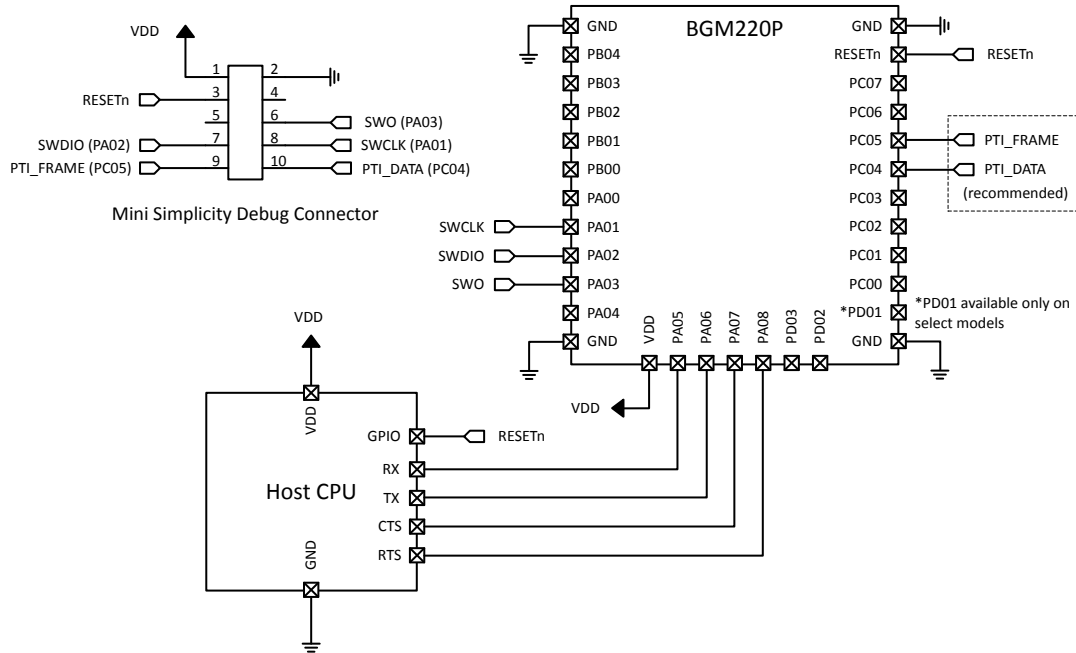 VDD
1
2
RESETn
3
4
5
6
SWO (PA03)
SWDIO (PA02)
7
8
SWCLK (PA01)
PTI_FRAME (PC05)
9
10
PTI_DATA (PC04)
Mini Simplicity Debug Connector
BGM220P
GND
PB04
PB03
PB02
PB01
PB00
PA00
SWCLK
PA01
SWDIO
PA02
SWO
PA03
PA04
GND
GND
RESETn
RESETn
PC07
PC06
PC05
PTI_FRAME
PC04
PTI_DATA
(recommended)
PC03
PC02
PC01
PC00
*PD01
*PD01 available only on
select models
GND
VDD
PA05
PA06
PA07
PA08
PD03
PD02
VDD
VDD
VDD
GPIO
RESETn
RX
Host CPU
TX
CTS
RTS
GND